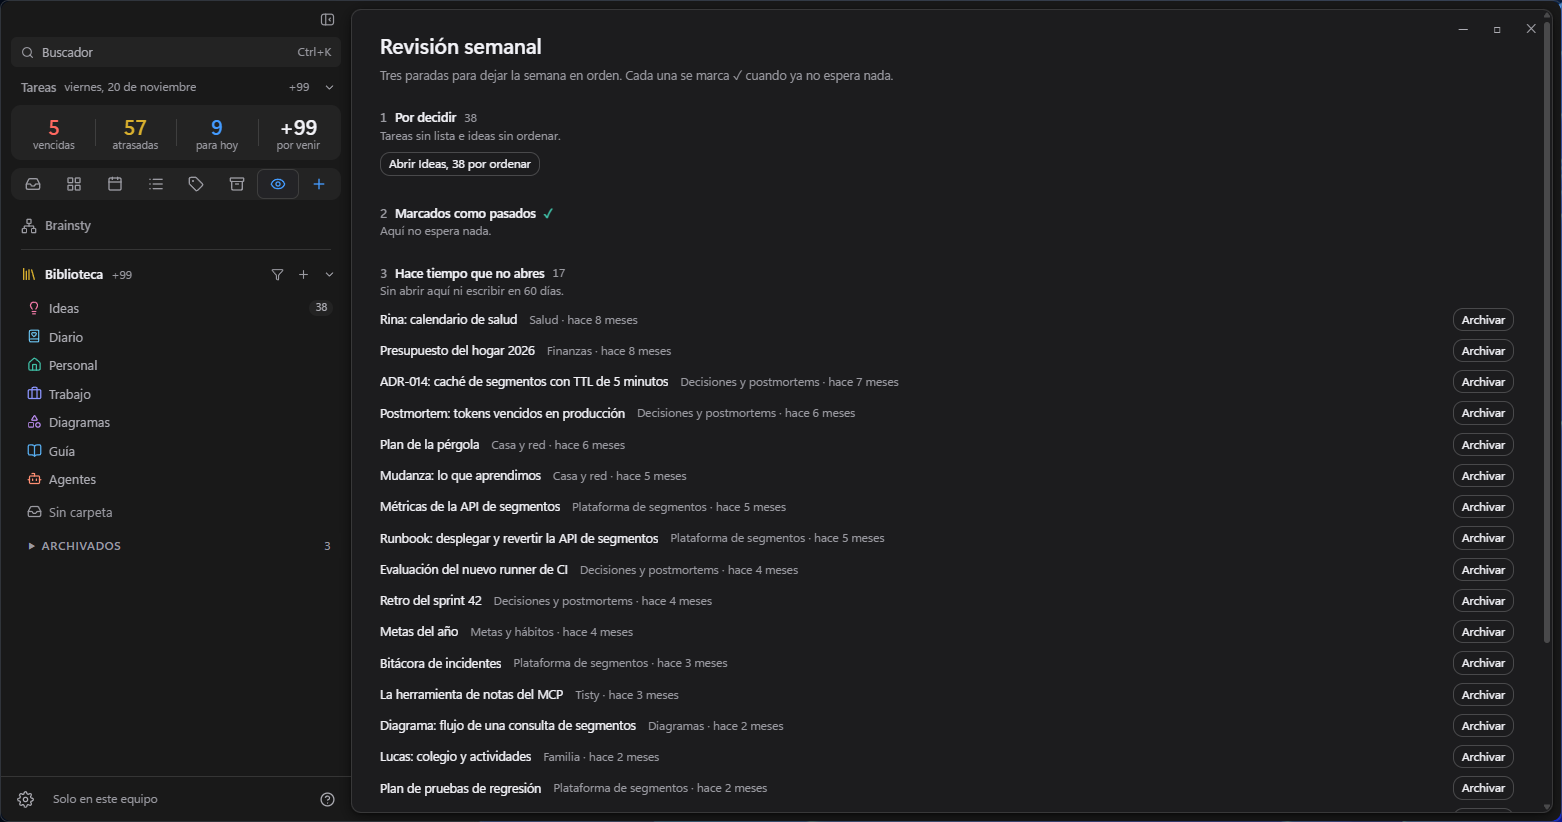 Buscador Ctrl+K
Tareas viernes, 20 de noviembre +99
5 57 9 +99
vencidas atrasadas para hoy por venir
Brainsty
Biblioteca +99
Ideas 38
Diario
Personal
Trabajo
Diagramas
Guía
Agentes
Sin carpeta
ARCHIVADOS 3
Solo en este equipo
Revisión semanal
Tres paradas para dejar la semana en orden. Cada una se marca ✓ cuando ya no espera nada.
1 Por decidir 38
Tareas sin lista e ideas sin ordenar.
Abrir Ideas, 38 por ordenar
2 Marcados como pasados ✓
Aquí no espera nada.
3 Hace tiempo que no abres 17
Sin abrir aquí ni escribir en 60 días.
Rina: calendario de salud Salud · hace 8 meses Archivar
Presupuesto del hogar 2026 Finanzas · hace 8 meses Archivar
ADR-014: caché de segmentos con TTL de 5 minutos Decisiones y postmortems · hace 7 meses Archivar
Postmortem: tokens vencidos en producción Decisiones y postmortems · hace 6 meses Archivar
Plan de la pérgola Casa y red · hace 6 meses Archivar
Mudanza: lo que aprendimos Casa y red · hace 5 meses Archivar
Métricas de la API de segmentos Plataforma de segmentos · hace 5 meses Archivar
Runbook: desplegar y revertir la API de segmentos Plataforma de segmentos · hace 5 meses Archivar
Evaluación del nuevo runner de CI Decisiones y postmortems · hace 4 meses Archivar
Retro del sprint 42 Decisiones y postmortems · hace 4 meses Archivar
Metas del año Metas y hábitos · hace 4 meses Archivar
Bitácora de incidentes Plataforma de segmentos · hace 3 meses Archivar
La herramienta de notas del MCP Tisty · hace 3 meses Archivar
Diagrama: flujo de una consulta de segmentos Diagramas · hace 2 meses Archivar
Lucas: colegio y actividades Familia · hace 2 meses Archivar
Plan de pruebas de regresión Plataforma de segmentos · hace 2 meses Archivar